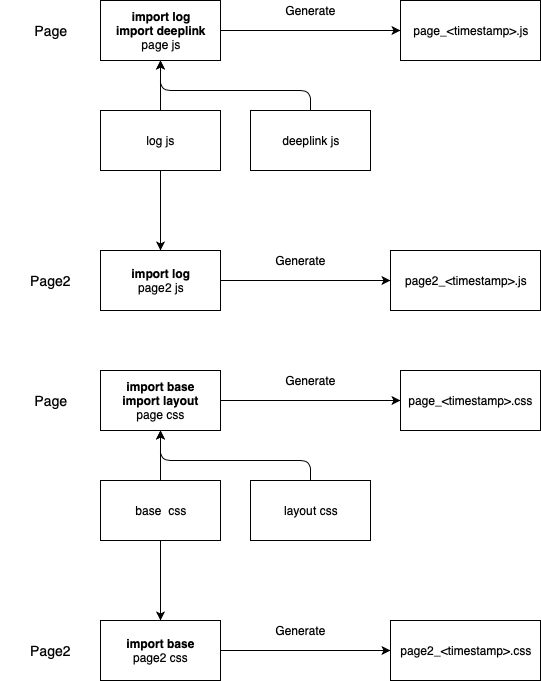 Generate
Page
import log
import deeplink
page js
page_<timestamp>.js
log js
deeplink js
Generate
Page2
import log
page2 js
page2_<timestamp>.js
Generate
Page
import base
import layout
page css
page_<timestamp>.css
base css
layout css
Generate
Page2
import base
page2 css
page2_<timestamp>.css